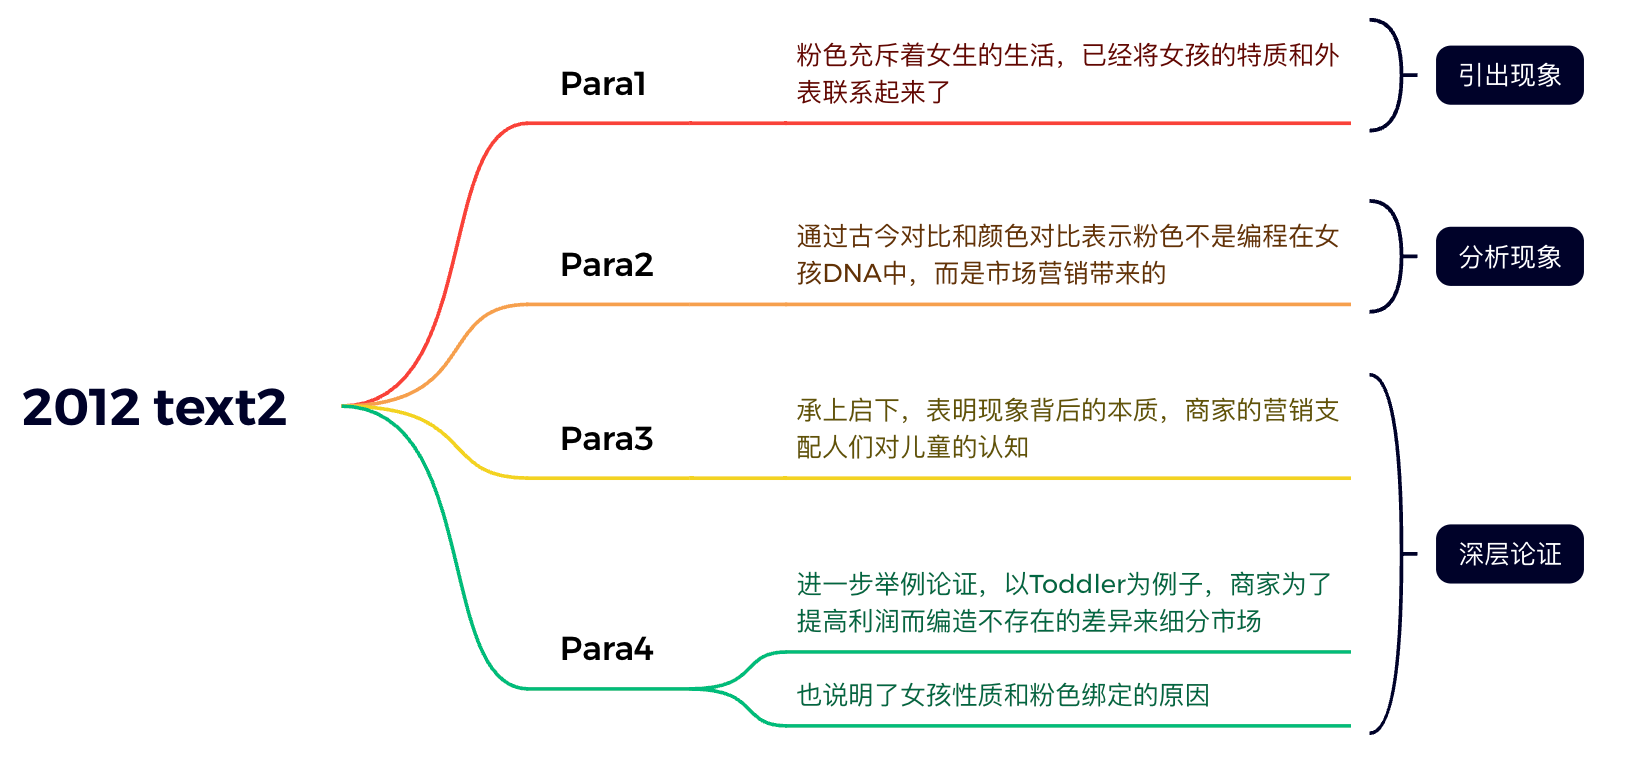 2012 text2
Para1
粉色充斥着女生的生活，已经将女孩的特质和外
表联系起来了
引出现象
Para2
通过古今对比和颜色对比表示粉色不是编程在女
孩DNA中，而是市场营销带来的
分析现象
Para3
承上启下，表明现象背后的本质，商家的营销支
配人们对儿童的认知
Para4
进一步举例论证，以Toddler为例子，商家为了
提高利润而编造不存在的差异来细分市场
也说明了女孩性质和粉色绑定的原因
深层论证